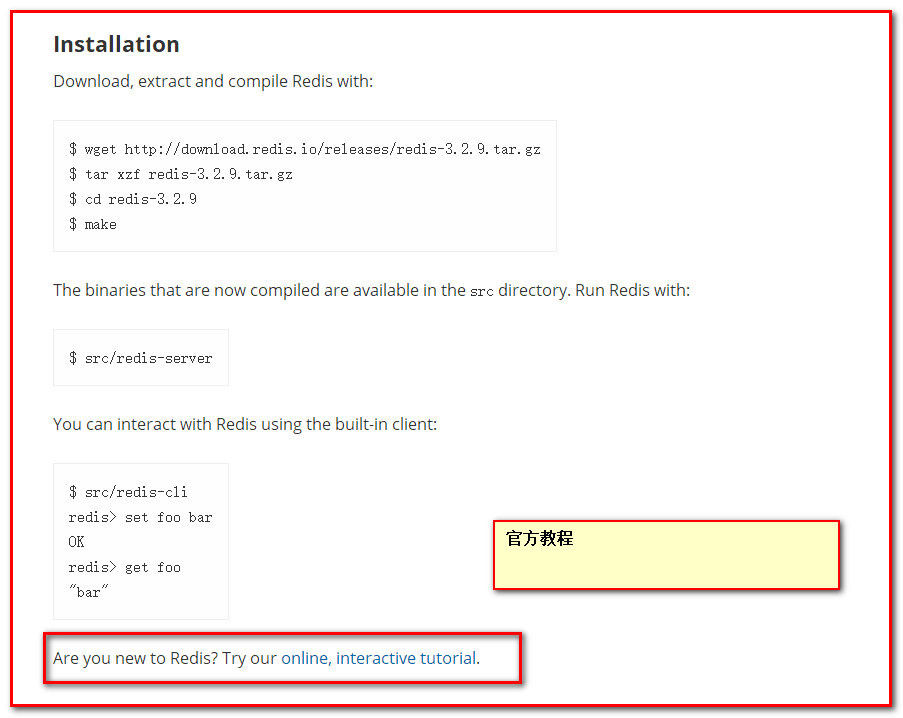 Installation
Download, extract and compile Redis with:
$ wget http://download.redis.io/releases/redis-3.2.9.tar.gz
$ tar xzf redis-3.2.9.tar.gz
$ cd redis-3.2.9
$ make
The binaries that are now compiled are available in the src directory. Run Redis with:
$ src/redis-server
You can interact with Redis using the built-in client:
$ src/redis-cli
redis> set foo bar
OK
redis> get foo
"bar"
官方教程
Are you new to Redis? Try our online, interactive tutorial.